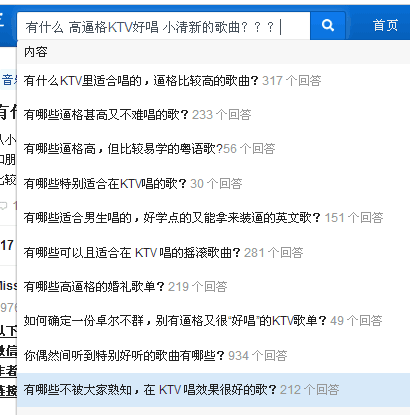 有什么 高逼格KTV好唱 小清新的歌曲？？？
首页
内容
有什么KTV里适合唱的，逼格比较高的歌曲？317 个回答
有哪些逼格甚高又不难唱的歌？233 个回答
有哪些逼格高，但比较易学的粤语歌?56 个回答
有哪些特别适合在KTV唱的歌？30 个回答
有哪些适合男生唱的，好学点的又能拿来装逼的英文歌？151 个回答
有哪些可以且适合在 KTV 唱的摇滚歌曲？281 个回答
有哪些高逼格的婚礼歌单？219 个回答
如何确定一份卓尔不群，别有逼格又很“好唱”的KTV歌单？49 个回答
你偶然间听到特别好听的歌曲有哪些？934 个回答
有哪些不被大家熟知，在 KTV 唱效果很好的歌？212 个回答